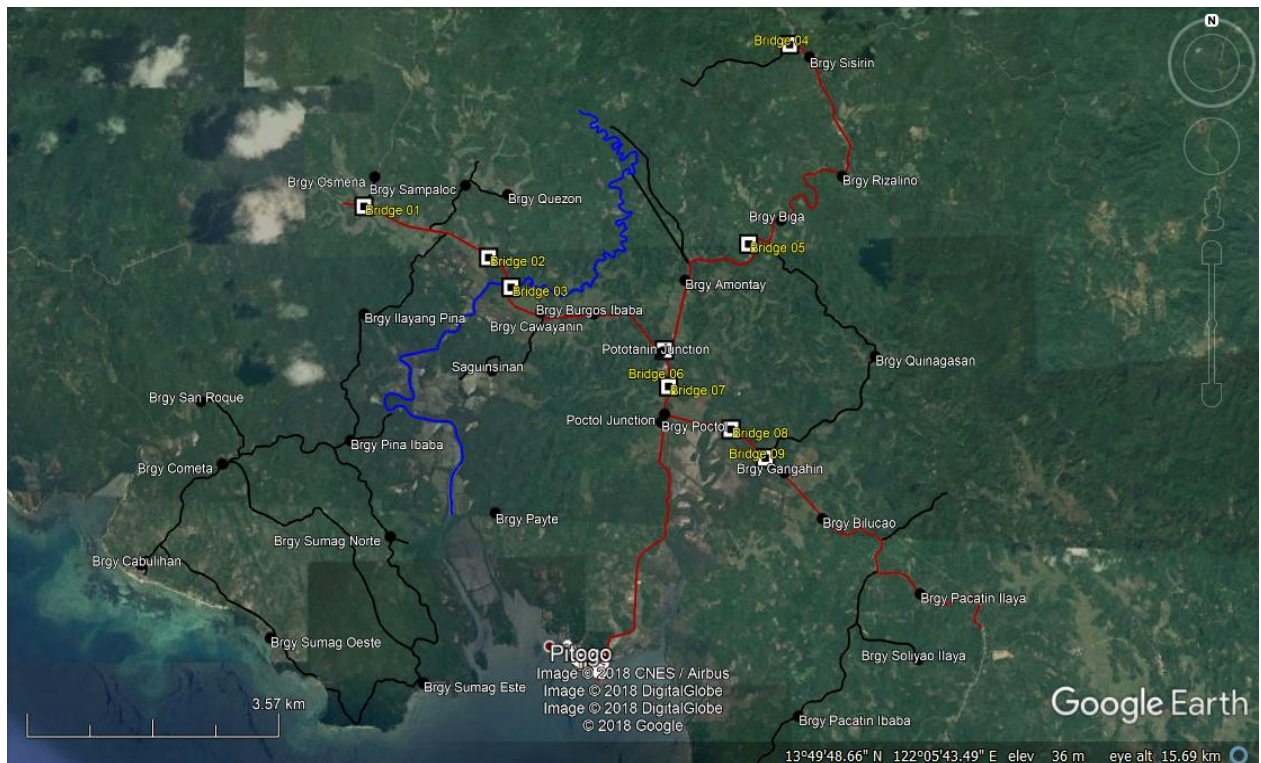 N
Bridge 04
Brgy Sisirin
Brgy Osmena
Brgy Sampaloc
Brgy Quezon
Brgy Rizalino
Bridge 01
Brgy Biga
Bridge 05
Bridge 02
Bridge 03
Brgy Amontay
Brgy Burgos Ibaba
Brgy Ilayang Pina
Brgy Cawayanin
Pototanin Junction
Saguinsinan
Brgy Quinagasan
Bridge 06
Bridge 07
Brgy San Roque
Poctol Junction
Brgy Pocto
Bridge 08
Brgy Pina Ibaba
Bridge 09
Brgy Cometa
Brgy Gangahin
Brgy Payte
Brgy Bilucao
Brgy Sumag Norte
Brgy Cabulihan
Brgy Pacatin Ilaya
Brgy Sumag Oeste
Pitogo
Brgy Soliyao Ilaya
Image © 2018 CNES / Airbus
Brgy Sumag Este
Image © 2018 DigitalGlobe
Image © 2018 DigitalGlobe
3.57 km
© 2018 Google
Google Earth
Brgy Pacatin Ibaba
13°49'48.66" N 122°05'43.49" E elev 36 m eye alt 15.69 km